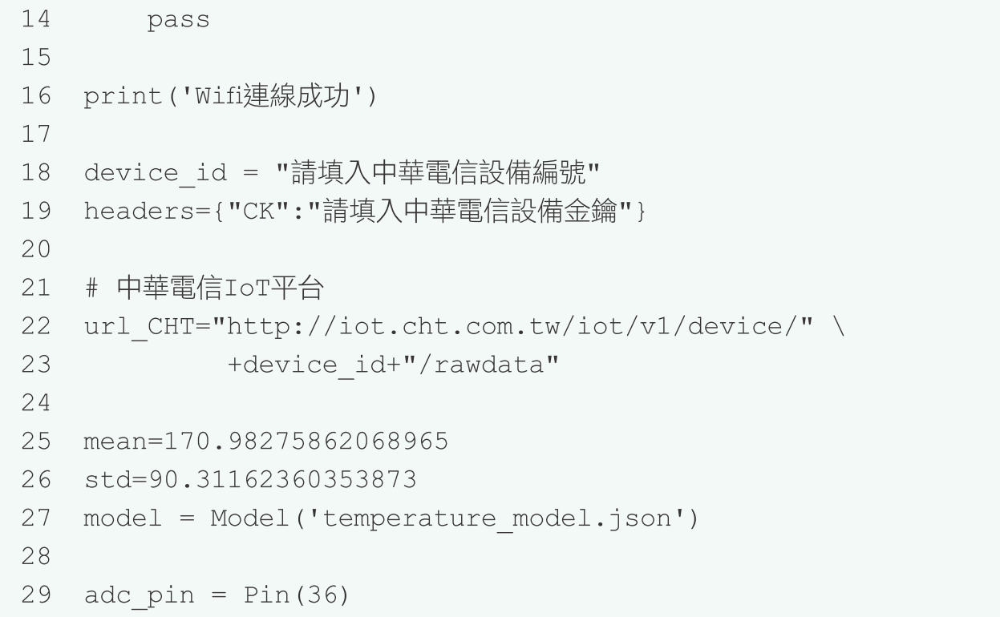 14      pass
15
16  print('Wifi連線成功')
17
18  device_id = "請填入中華電信設備編號"
19  headers={"CK":"請填入中華電信設備金鑰"}
20
21  # 中華電信IoT平台
22  url_CHT="http://iot.cht.com.tw/iot/v1/device/" \
23           +device_id+"/rawdata"
24
25  mean=170.98275862068965
26  std=90.31162360353873
27  model = Model('temperature_model.json')
28
29  adc_pin = Pin(36)